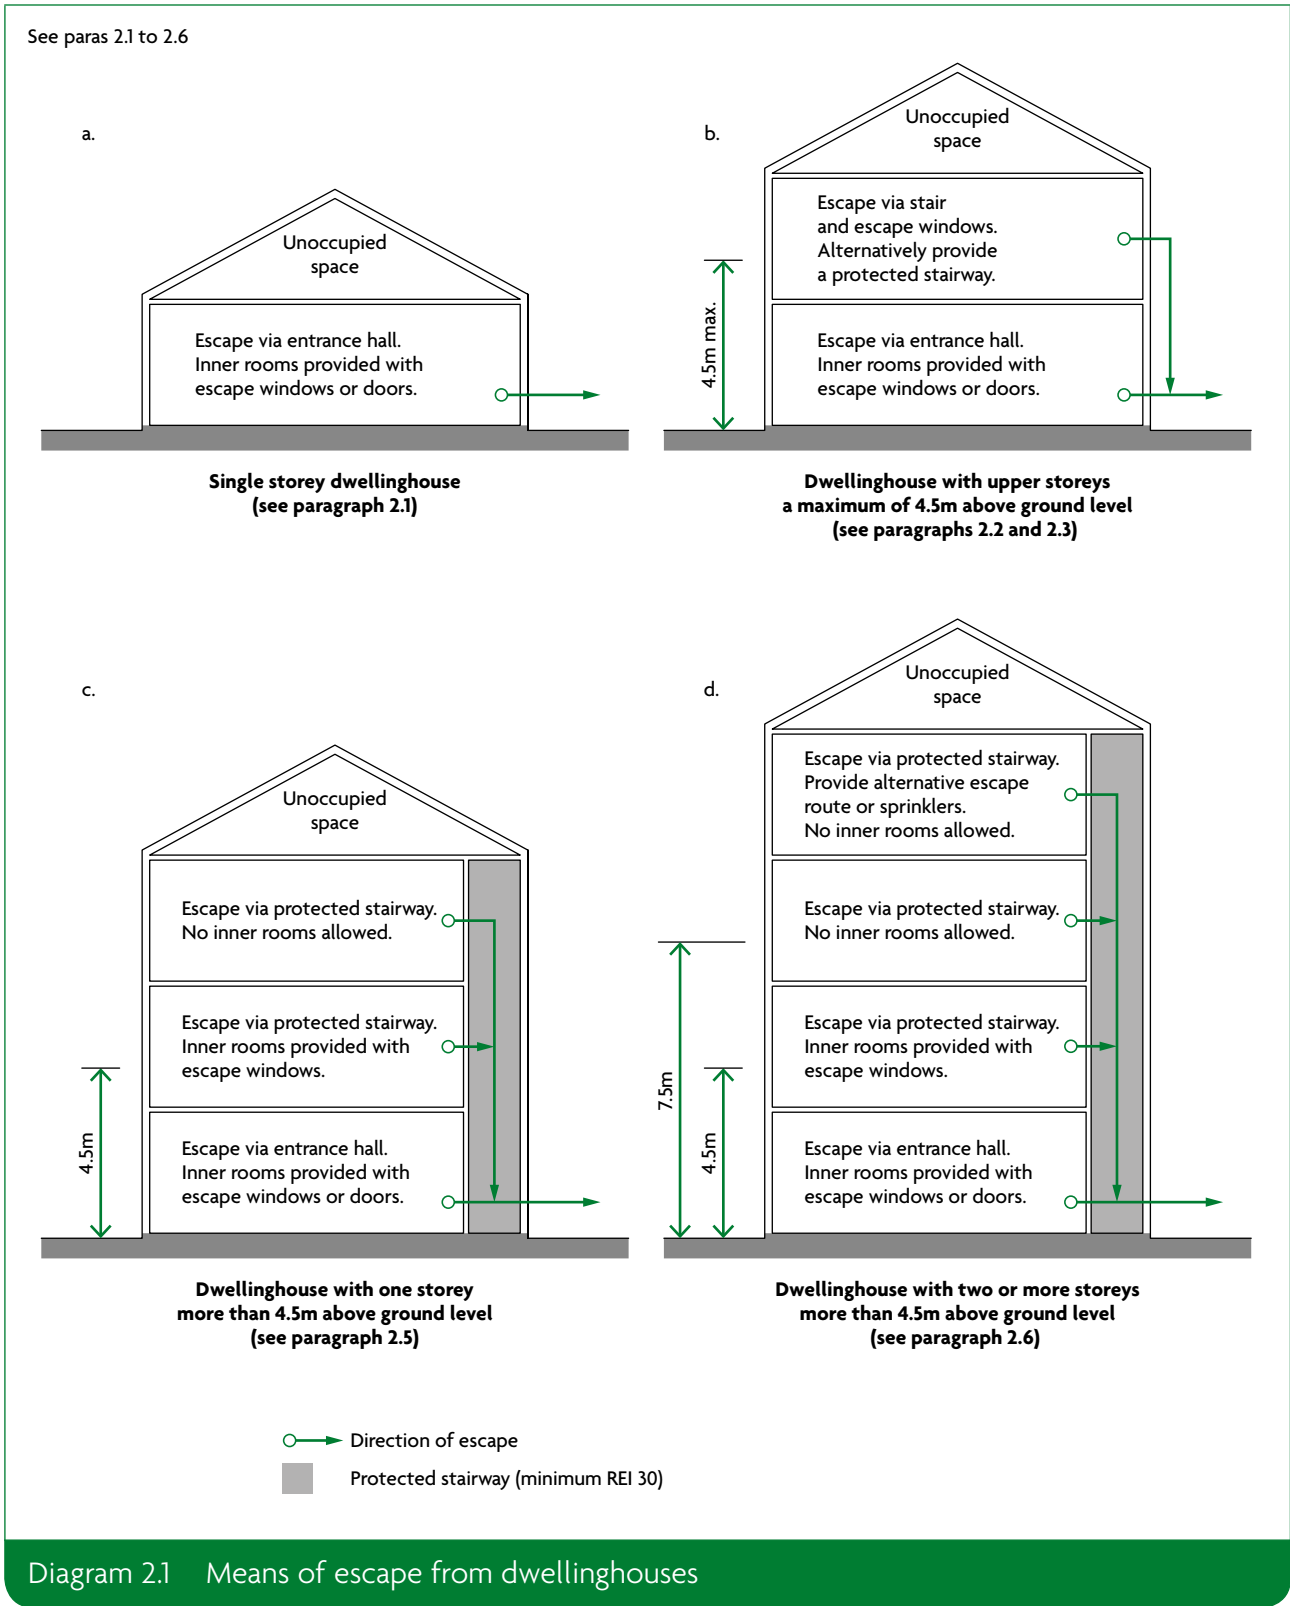 See paras 2.1 to 2.6
a.
Unoccupied
space
Escape via entrance hall.
Inner rooms provided with
escape windows or doors.
Single storey dwellinghouse
(see paragraph 2.1)
b.
Unoccupied
space
Escape via stair
and escape windows.
Alternatively provide
a protected stairway.
4.5m max.
Escape via entrance hall.
Inner rooms provided with
escape windows or doors.
Dwellinghouse with upper storeys
a maximum of 4.5m above ground level
(see paragraphs 2.2 and 2.3)
c.
Unoccupied
space
Escape via protected stairway.
No inner rooms allowed.
Escape via protected stairway.
Inner rooms provided with
escape windows.
4.5m
Escape via entrance hall.
Inner rooms provided with
escape windows or doors.
Dwellinghouse with one storey
more than 4.5m above ground level
(see paragraph 2.5)
d.
Unoccupied
space
Escape via protected stairway.
Provide alternative escape
route or sprinklers.
No inner rooms allowed.
Escape via protected stairway.
No inner rooms allowed.
Escape via protected stairway.
Inner rooms provided with
escape windows.
7.5m
4.5m
Escape via entrance hall.
Inner rooms provided with
escape windows or doors.
Dwellinghouse with two or more storeys
more than 4.5m above ground level
(see paragraph 2.6)
Direction of escape
Protected stairway (minimum REI 30)
Diagram 2.1 Means of escape from dwellinghouses